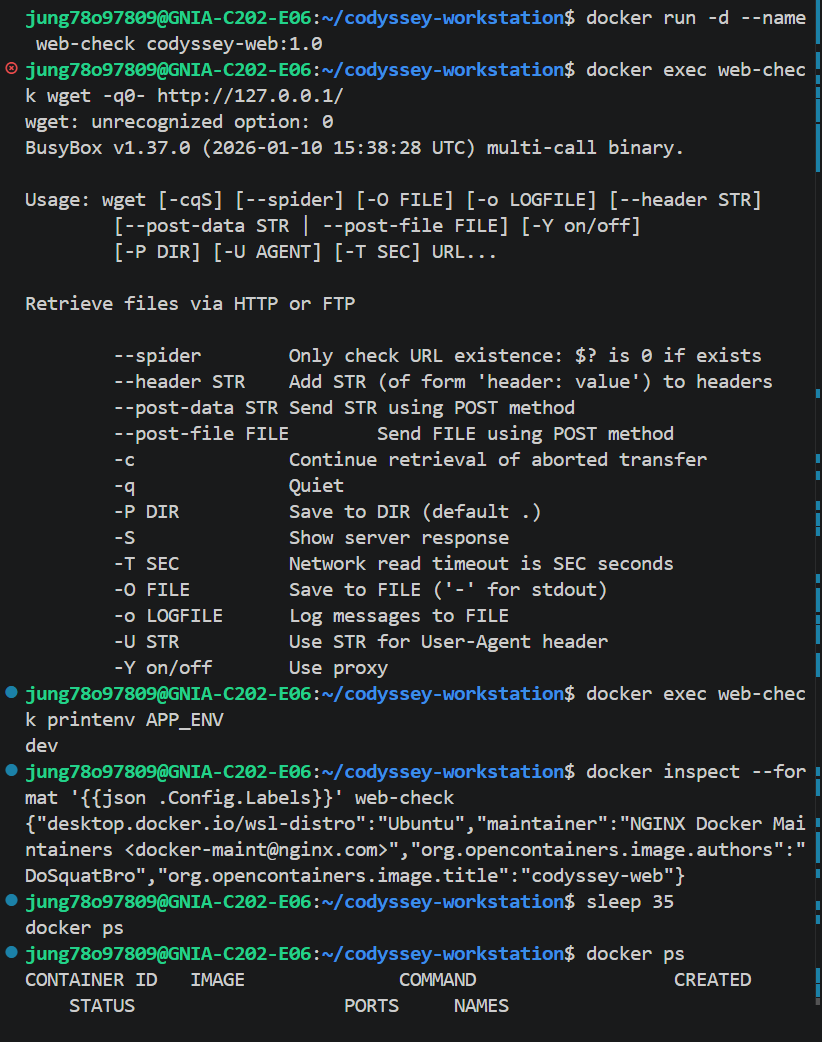 jung78o97809@GNIA-C202-E06:~/codyssey-workstation$ docker run -d --name
 web-check codyssey-web:1.0
jung78o97809@GNIA-C202-E06:~/codyssey-workstation$ docker exec web-chec
k wget -q0- http://127.0.0.1/
wget: unrecognized option: 0
BusyBox v1.37.0 (2026-01-10 15:38:28 UTC) multi-call binary.

Usage: wget [-cqS] [--spider] [-O FILE] [-o LOGFILE] [--header STR]
        [--post-data STR | --post-file FILE] [-Y on/off]
        [-P DIR] [-U AGENT] [-T SEC] URL...

Retrieve files via HTTP or FTP

        --spider        Only check URL existence: $? is 0 if exists
        --header STR    Add STR (of form 'header: value') to headers
        --post-data STR Send STR using POST method
        --post-file FILE        Send FILE using POST method
        -c              Continue retrieval of aborted transfer
        -q              Quiet
        -P DIR          Save to DIR (default .)
        -S              Show server response
        -T SEC          Network read timeout is SEC seconds
        -O FILE         Save to FILE ('-' for stdout)
        -o LOGFILE      Log messages to FILE
        -U STR          Use STR for User-Agent header
        -Y on/off       Use proxy
jung78o97809@GNIA-C202-E06:~/codyssey-workstation$ docker exec web-chec
k printenv APP_ENV
dev
jung78o97809@GNIA-C202-E06:~/codyssey-workstation$ docker inspect --for
mat '{{json .Config.Labels}}' web-check
{"desktop.docker.io/wsl-distro":"Ubuntu","maintainer":"NGINX Docker Mai
ntainers <docker-maint@nginx.com>","org.opencontainers.image.authors":"
DoSquatBro","org.opencontainers.image.title":"codyssey-web"}
jung78o97809@GNIA-C202-E06:~/codyssey-workstation$ sleep 35
docker ps
jung78o97809@GNIA-C202-E06:~/codyssey-workstation$ docker ps
CONTAINER ID   IMAGE              COMMAND                  CREATED
    STATUS                   PORTS     NAMES